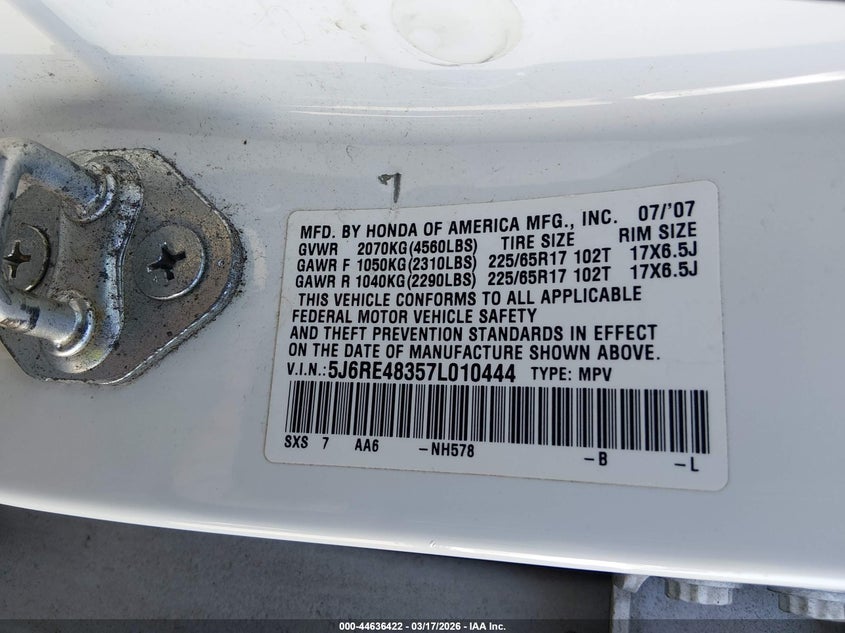 7
MFD. BY HONDA OF AMERICA MFG., INC. 07/'07
GVWR 2070KG(4560LBS) TIRE SIZE RIM SIZE
GAWR F 1050KG(2310LBS) 225/65R17 102T 17X6.5J
GAWR R 1040KG(2290LBS) 225/65R17 102T 17X6.5J
THIS VEHICLE CONFORMS TO ALL APPLICABLE
FEDERAL MOTOR VEHICLE SAFETY
AND THEFT PREVENTION STANDARDS IN EFFECT
ON THE DATE OF MANUFACTURE SHOWN ABOVE.
V.I.N.: 5J6RE48357L010444 TYPE: MPV
SXS 7 AA6 -NH578 -B -L
000-44636422 - 03/17/2026 - IAA Inc.